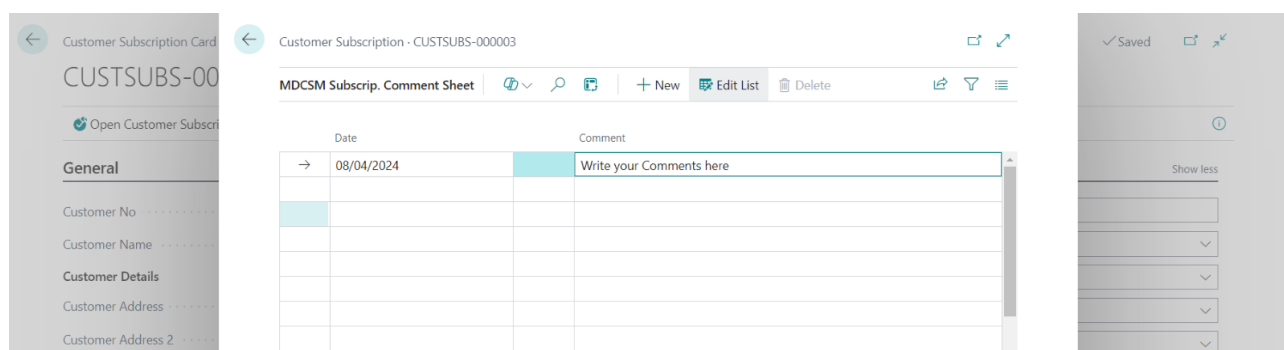 Customer Subscription Card
Customer Subscription · CUSTSUBS-000003
Saved
CUSTSUBS-00
MDCSM Subscrip. Comment Sheet
New
Edit List
Delete
Open Customer Subscri
Date
Comment
General
08/04/2024
Write your Comments here
Show less
Customer No
Customer Name
Customer Details
Customer Address
Customer Address 2